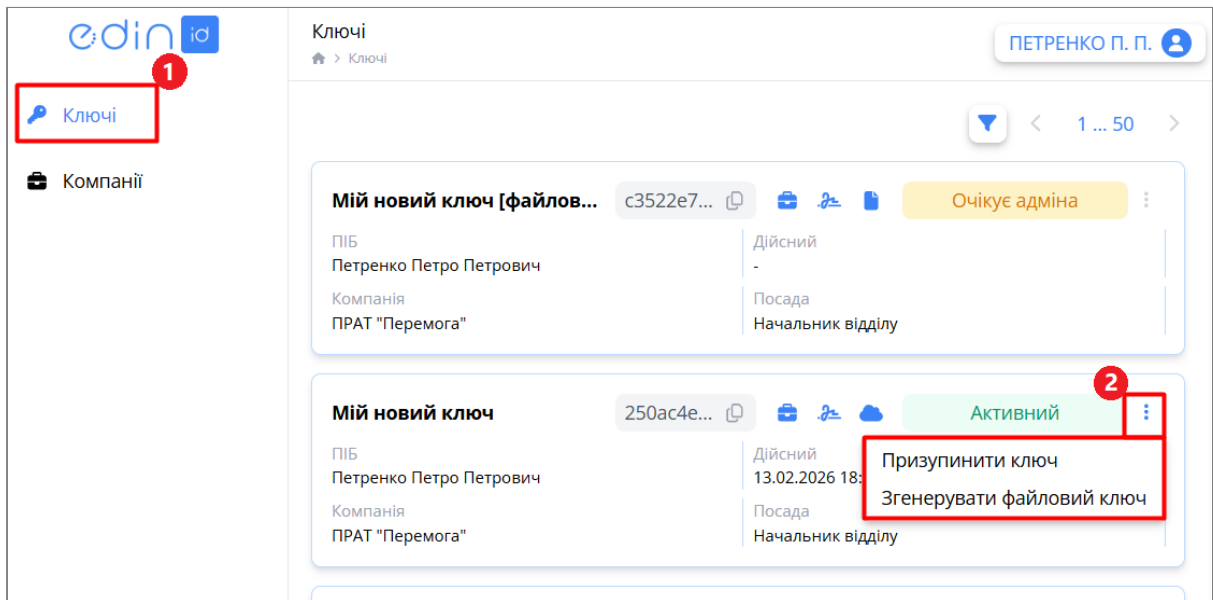 edin id
Ключі
ПЕТРЕНКО П. П.
> Ключі
1
Ключі
1 ... 50
Компанії
Мій новий ключ [файлов... c3522e7... Очікує адміна
ПІБ Дійсний
Петренко Петро Петрович -
Компанія Посада
ПРАТ "Перемога" Начальник відділу
2
Мій новий ключ 250ac4e... Активний
ПІБ Дійсний
Петренко Петро Петрович 13.02.2026 18:
Призупинити ключ
Згенерувати файловий ключ
Компанія Посада
ПРАТ "Перемога" Начальник відділу